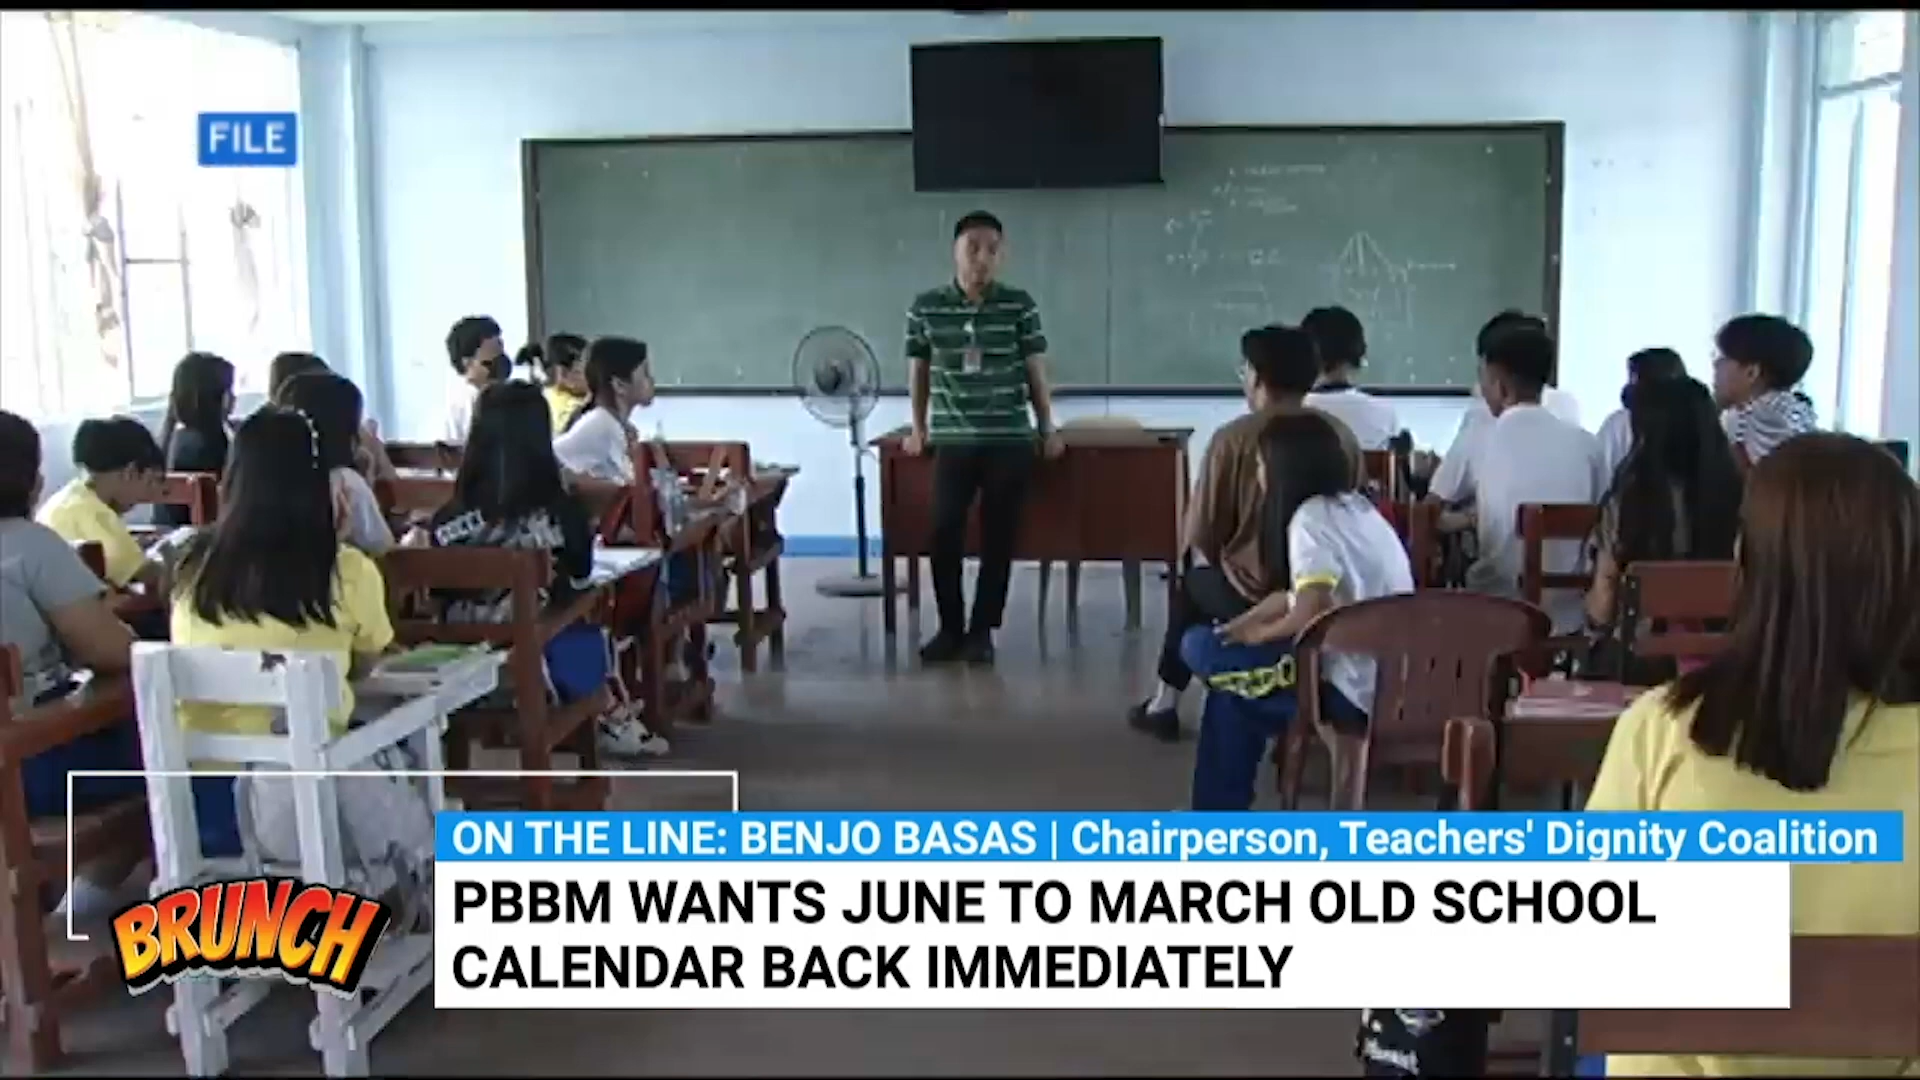 FILE
ON THE LINE: BENJO BASAS | Chairperson, Teachers' Dignity Coalition
PBBM WANTS JUNE TO MARCH OLD SCHOOL
CALENDAR BACK IMMEDIATELY
BRUNCH